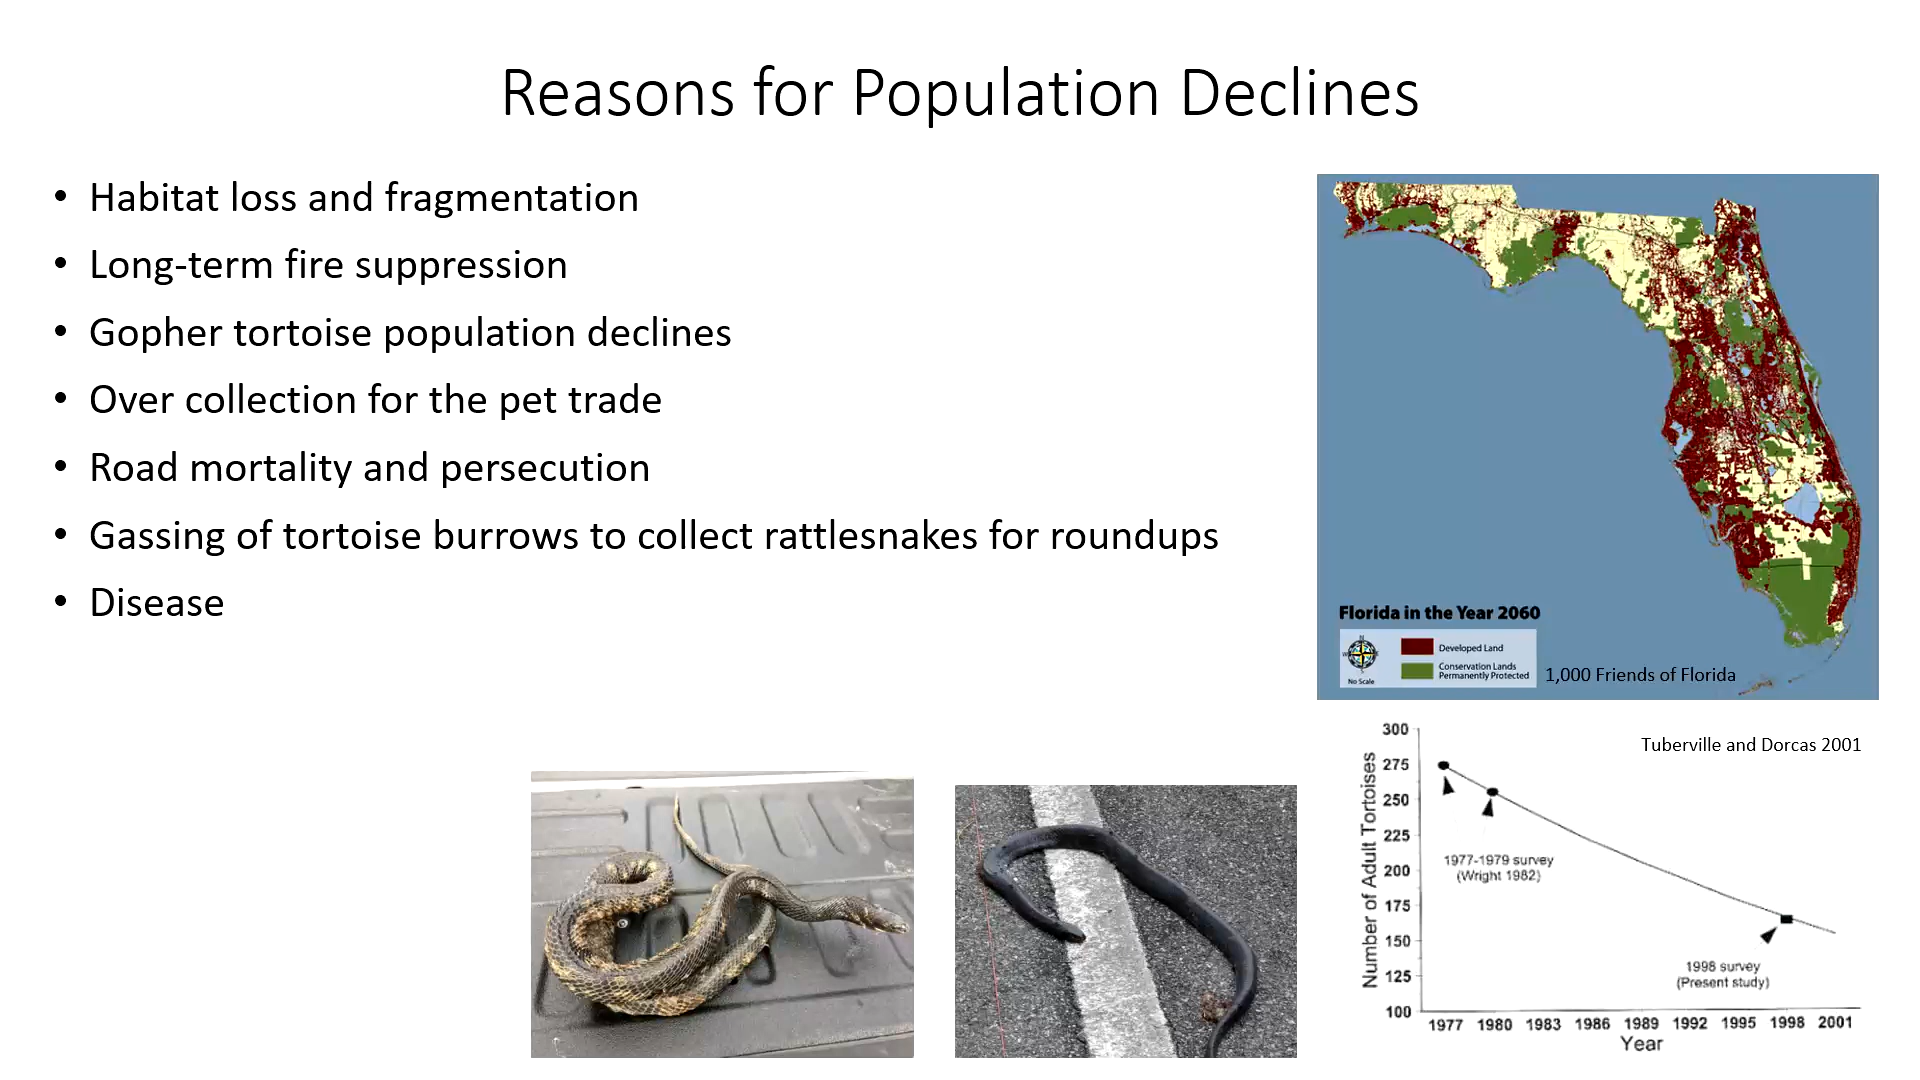 Reasons for Population Declines
• Habitat loss and fragmentation
• Long-term fire suppression
• Gopher tortoise population declines
• Over collection for the pet trade
• Road mortality and persecution
• Gassing of tortoise burrows to collect rattlesnakes for roundups
• Disease
Florida in the Year 2060
N
W
E
S
No Scale
Developed Land
Conservation Lands
Permanently Protected
1,000 Friends of Florida
Tuberville and Dorcas 2001
Number of Adult Tortoises
300
275
250
225
200
175
150
125
100
1977-1979 survey
(Wright 1982)
1998 survey
(Present study)
1977 1980 1983 1986 1989 1992 1995 1998 2001
Year